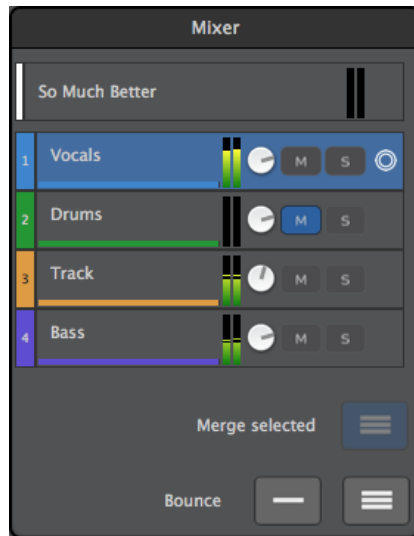 Mixer
So Much Better
1 Vocals M S
2 Drums M S
3 Track M S
4 Bass M S
Merge selected
Bounce